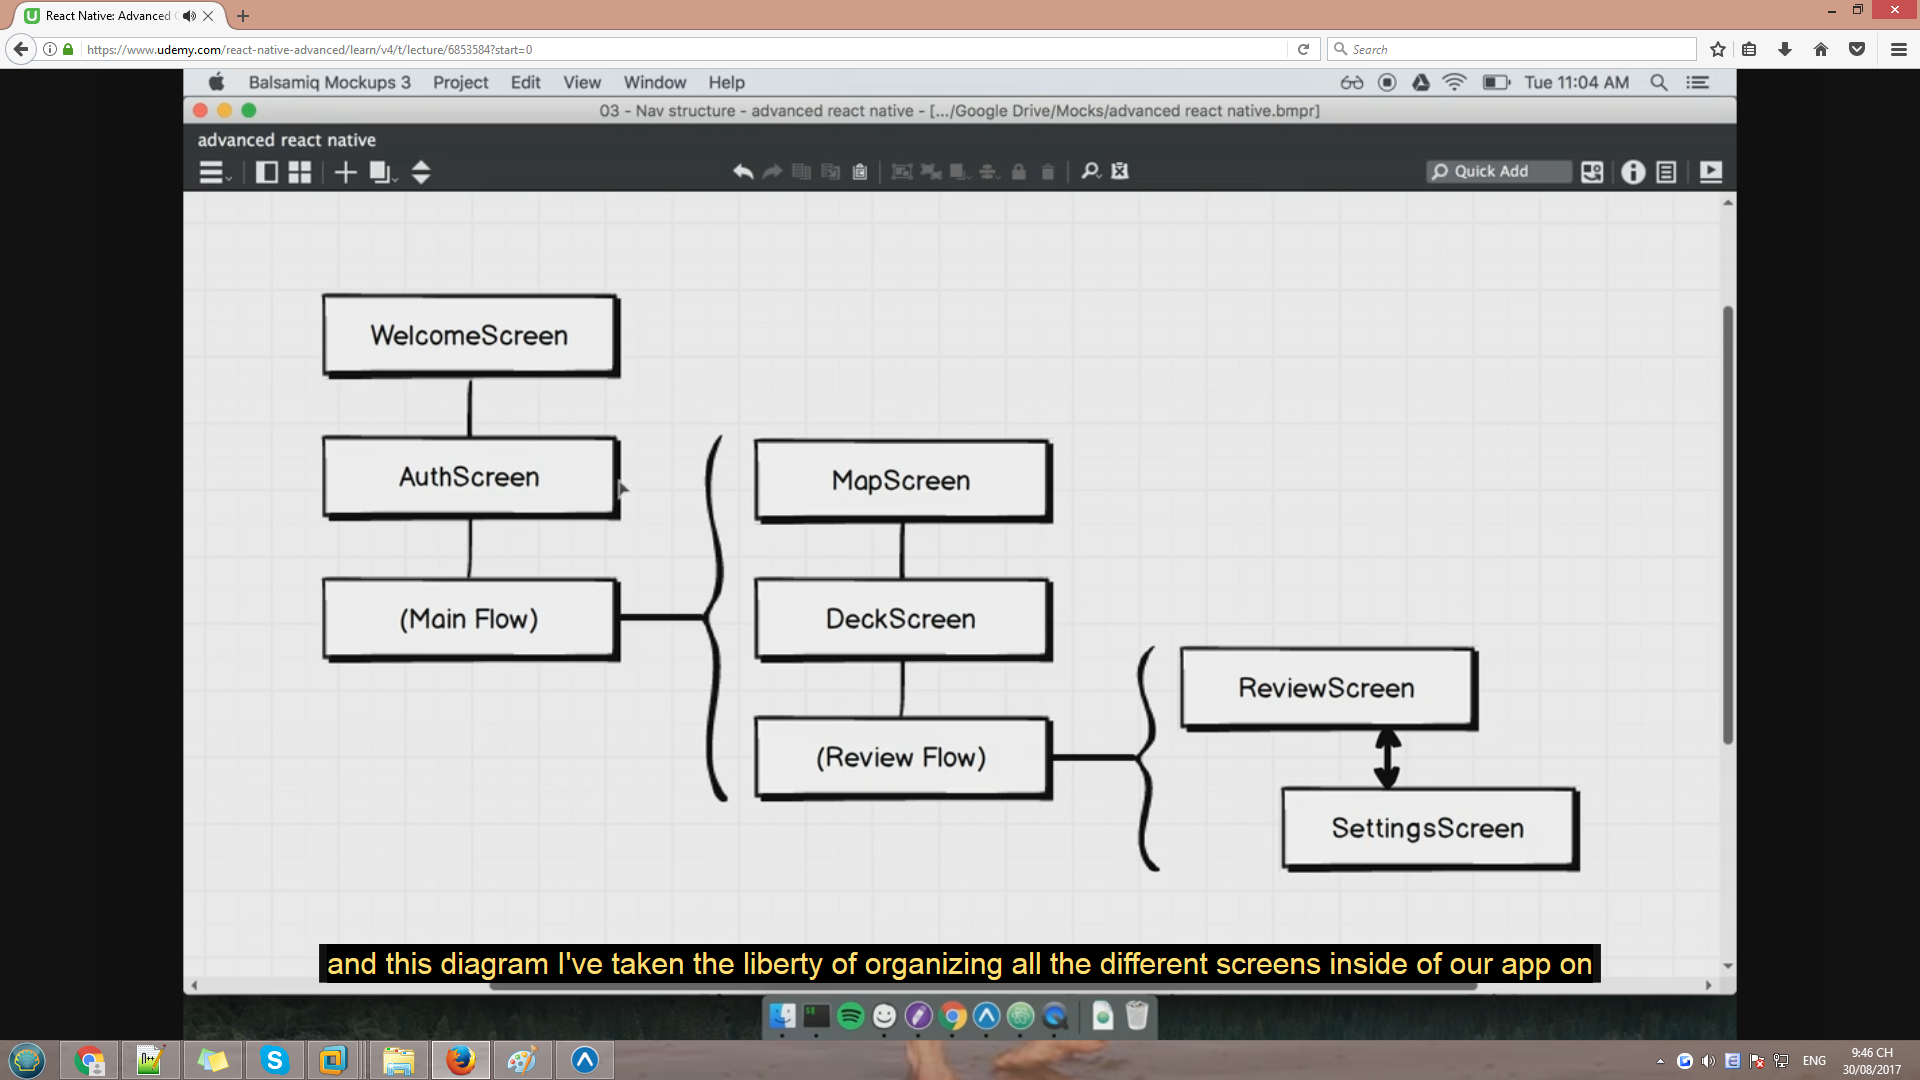 React Native: Advanced
https://www.udemy.com/react-native-advanced/learn/v4/t/lecture/6853584?start=0
Search
Balsamiq Mockups 3 Project Edit View Window Help
Tue 11:04 AM
03 - Nav structure - advanced react native - [.../Google Drive/Mocks/advanced react native.bmpr]
advanced react native
Quick Add
WelcomeScreen
AuthScreen
MapScreen
(Main Flow)
DeckScreen
ReviewScreen
(Review Flow)
SettingsScreen
and this diagram I've taken the liberty of organizing all the different screens inside of our app on
ENG
9:46 CH
30/08/2017